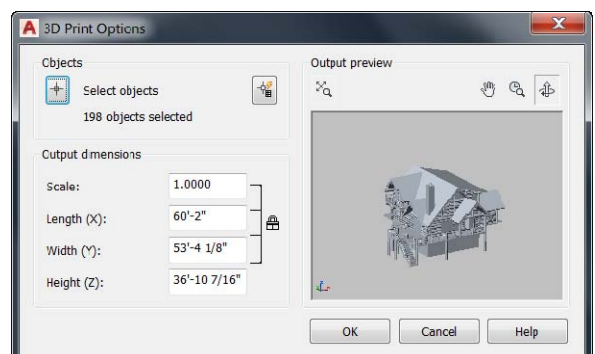 A 3D Print Options
Objects
Select objects
198 objects selected
Output dimensions
Scale:
1.0000
Length (X):
60'-2"
Width (Y):
53'-4 1/8"
Height (Z):
36'-10 7/16"
Output preview
OK
Cancel
Help